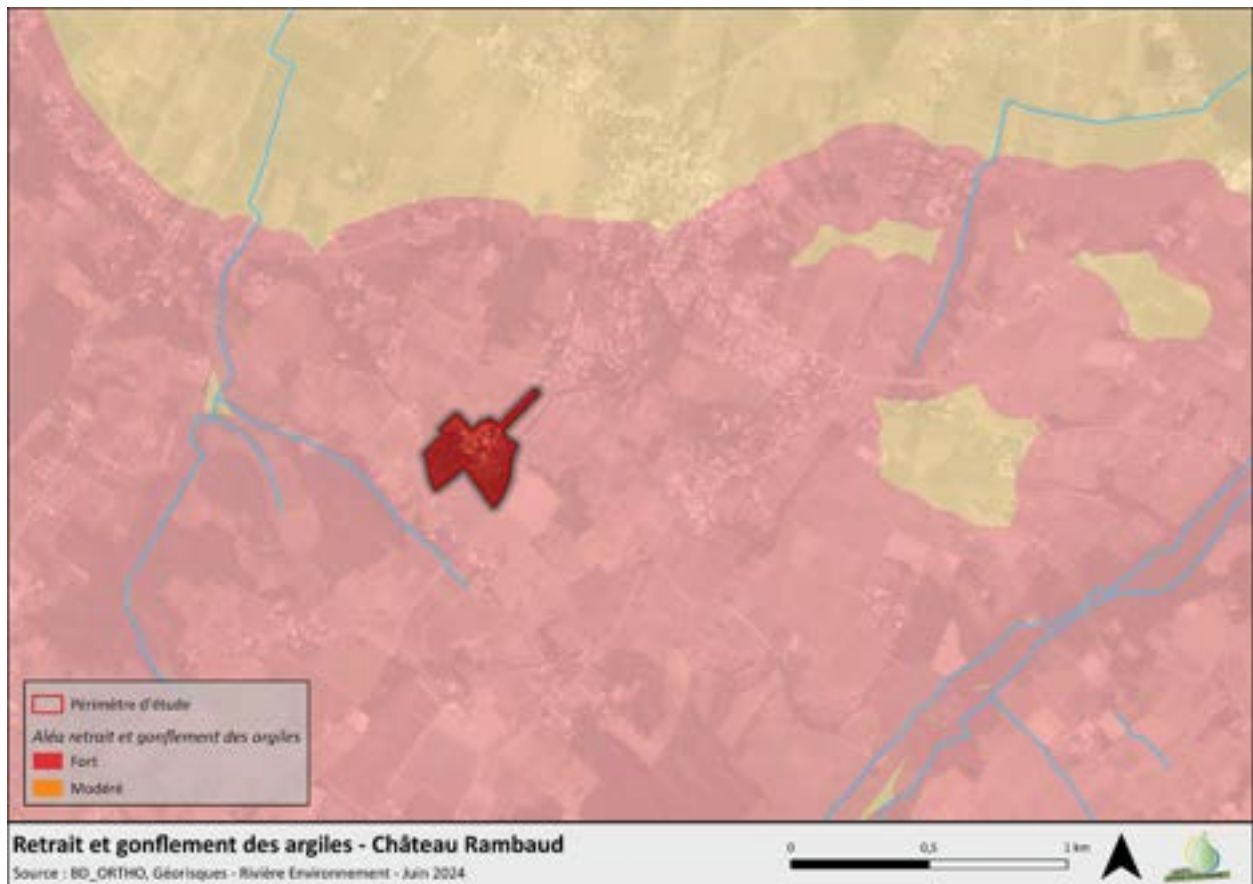 Périmètre d'étude
Aléa retrait et gonflement des argiles
Fort
Modéré
Retrait et gonflement des argiles - Château Rambaud
Source : BD_ORTHO, Géorisques - Rivière Environnement - Juin 2024
0 0,5 1 km